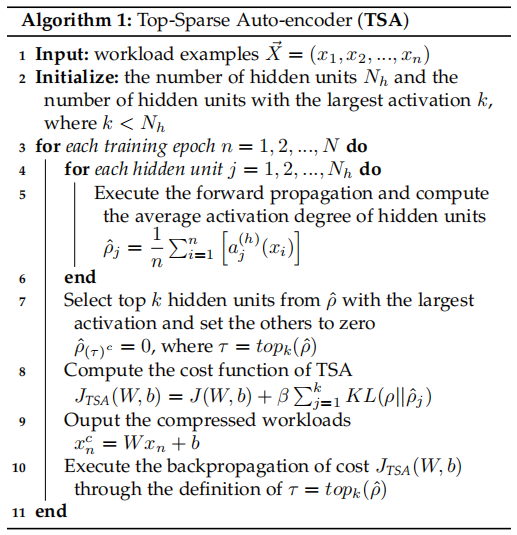 Algorithm 1: Top-Sparse Auto-encoder (TSA)
1 Input: workload examples $\vec{X} = (x_1, x_2, ..., x_n)$
2 Initialize: the number of hidden units $N_h$ and the
number of hidden units with the largest activation $k$,
where $k < N_h$
3 for each training epoch $n = 1, 2, ..., N$ do
4 for each hidden unit $j = 1, 2, ..., N_h$ do
5 Execute the forward propagation and compute
the average activation degree of hidden units
$\hat{\rho}_j = \frac{1}{n} \sum_{i=1}^{n} \left[ a_j^{(h)}(x_i) \right]$
6 end
7 Select top $k$ hidden units from $\hat{\rho}$ with the largest
activation and set the others to zero
$\hat{\rho}_{(\tau)^c} = 0$, where $\tau = top_k(\hat{\rho})$
8 Compute the cost function of TSA
$J_{TSA}(W, b) = J(W, b) + \beta \sum_{j=1}^{k} KL(\rho||\hat{\rho}_j)$
9 Ouput the compressed workloads
$x_n^c = Wx_n + b$
10 Execute the backpropagation of cost $J_{TSA}(W, b)$
through the definition of $\tau = top_k(\hat{\rho})$
11 end